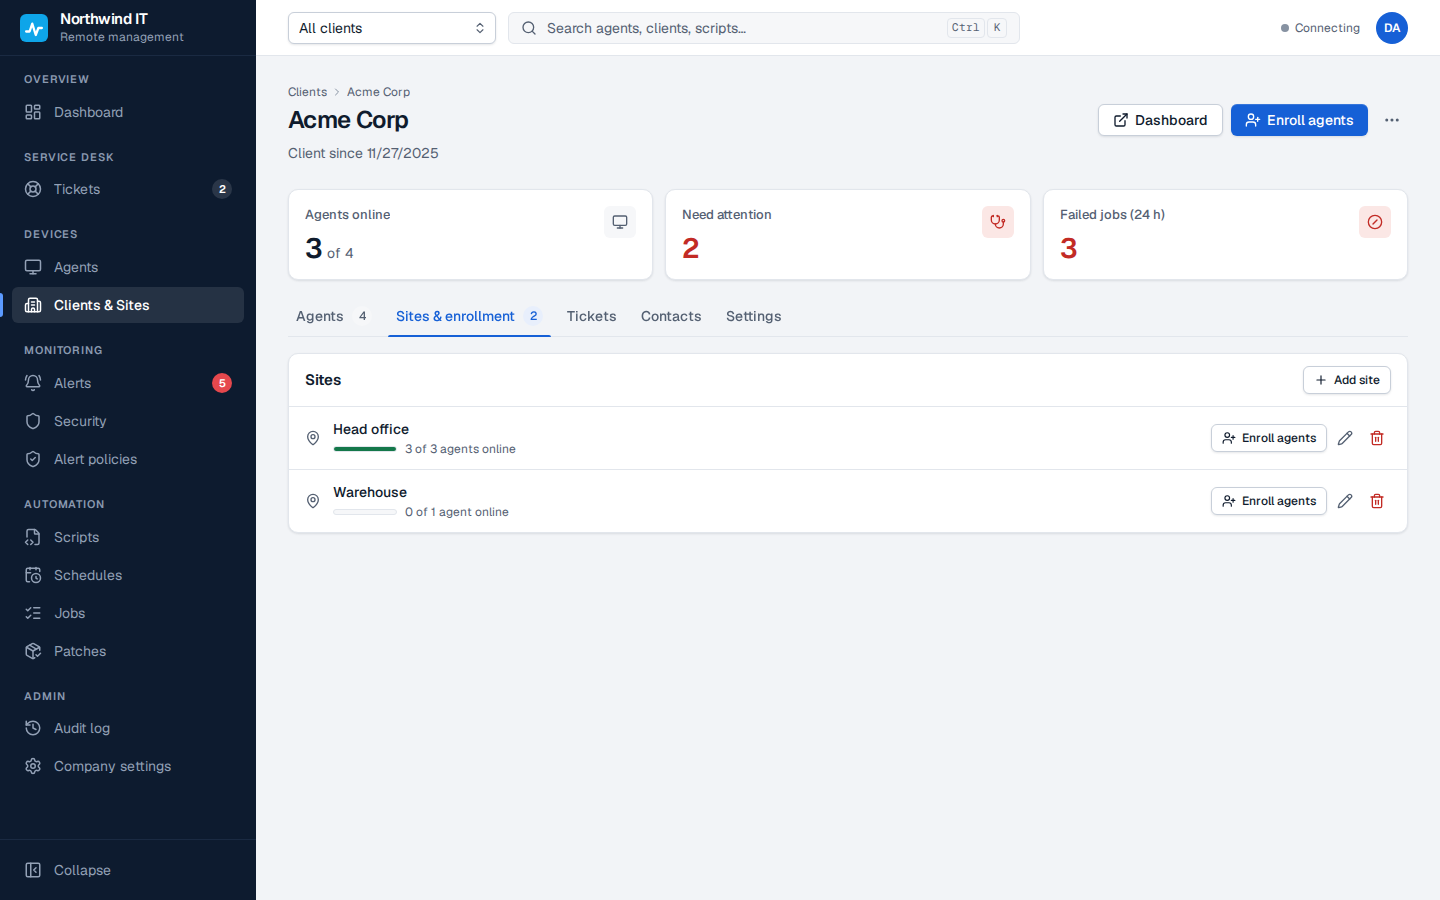 Northwind IT
Remote management
OVERVIEW
Dashboard
SERVICE DESK
Tickets 2
DEVICES
Agents
Clients & Sites
MONITORING
Alerts 5
Security
Alert policies
AUTOMATION
Scripts
Schedules
Jobs
Patches
ADMIN
Audit log
Company settings
Collapse
All clients
Search agents, clients, scripts...
Ctrl K
Connecting
DA
Clients > Acme Corp
Acme Corp
Client since 11/27/2025
Dashboard
Enroll agents
Agents online
3 of 4
Need attention
2
Failed jobs (24 h)
3
Agents 4
Sites & enrollment 2
Tickets
Contacts
Settings
Sites
Add site
Head office
3 of 3 agents online
Enroll agents
Warehouse
0 of 1 agent online
Enroll agents